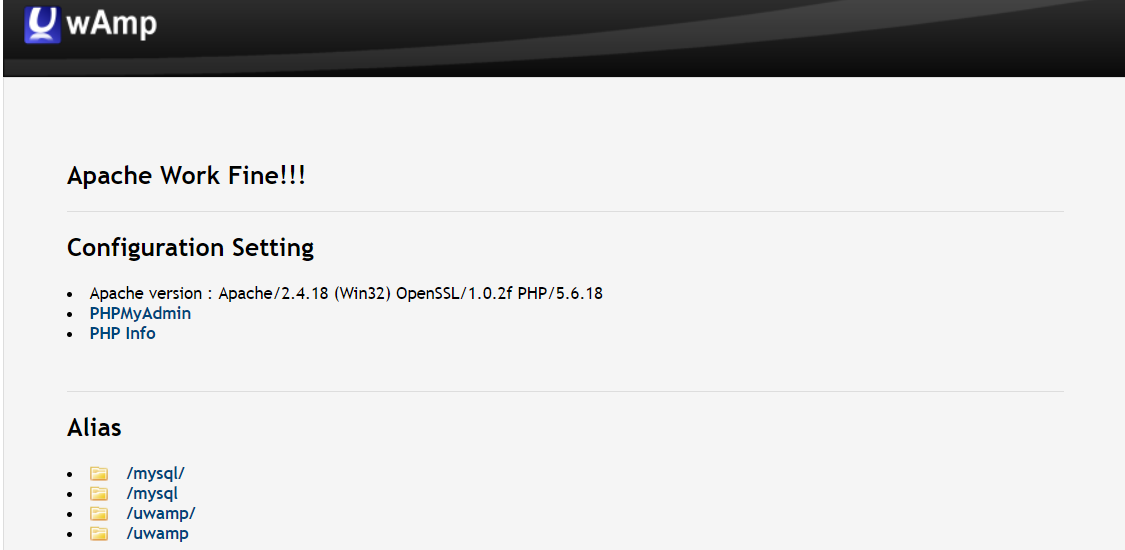 UwAmp
Apache Work Fine!!!
Configuration Setting
Apache version : Apache/2.4.18 (Win32) OpenSSL/1.0.2f PHP/5.6.18
PHPMyAdmin
PHP Info
Alias
/mysql/
/mysql
/uwamp/
/uwamp